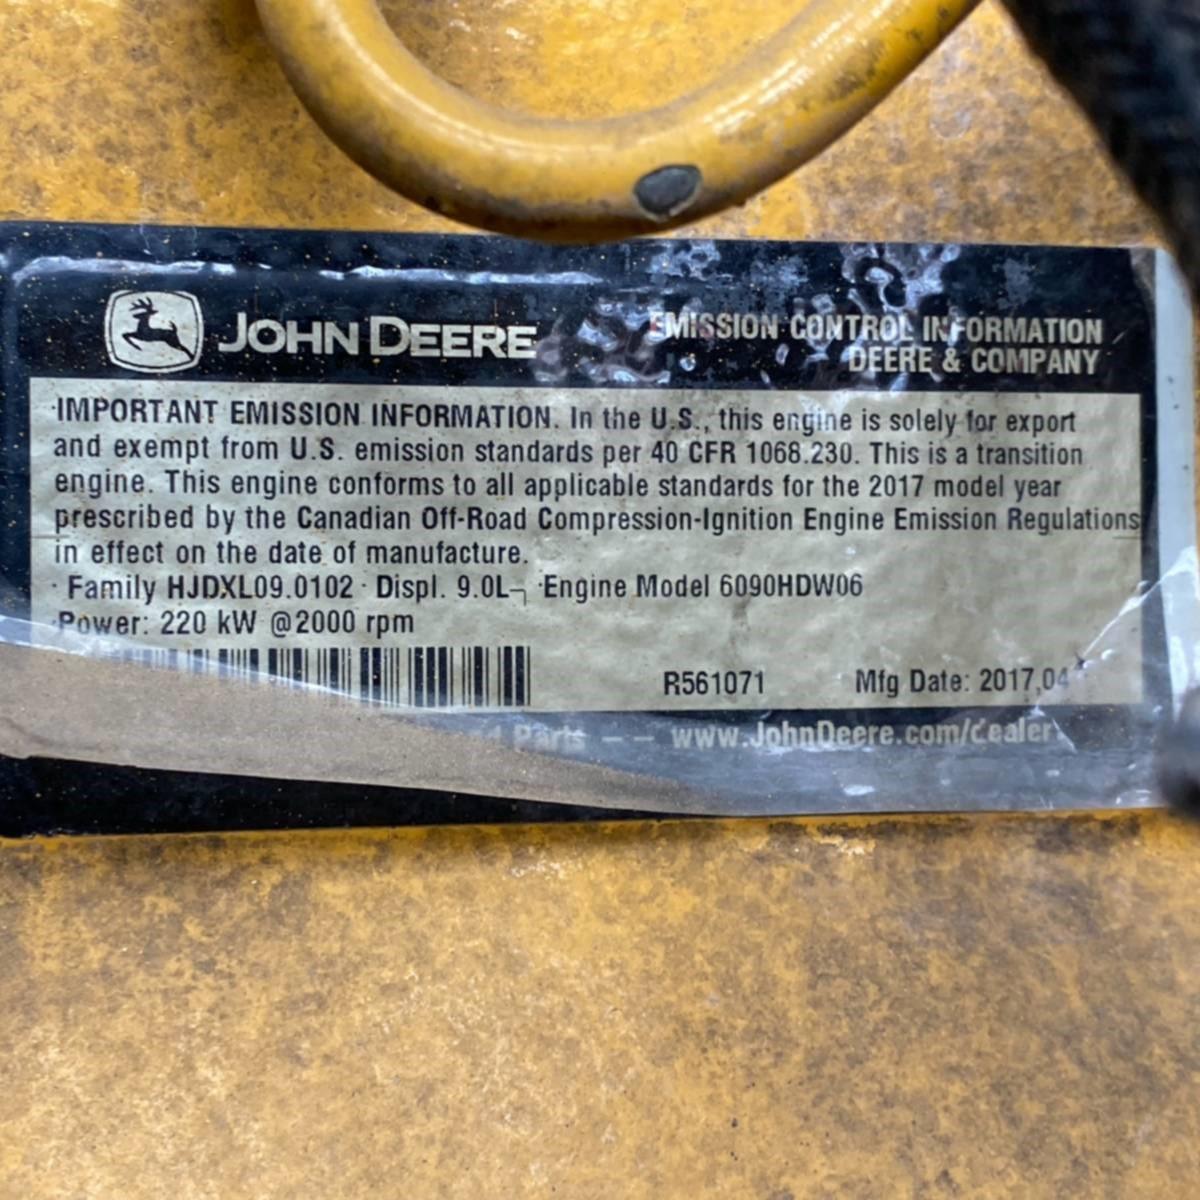 JOHN DEERE
EMISSION CONTROL INFORMATION
DEERE & COMPANY
IMPORTANT EMISSION INFORMATION. In the U.S., this engine is solely for export
and exempt from U.S. emission standards per 40 CFR 1068.230. This is a transition
engine. This engine conforms to all applicable standards for the 2017 model year
prescribed by the Canadian Off-Road Compression-Ignition Engine Emission Regulations
in effect on the date of manufacture.
· Family HJDXL09.0102 · Displ. 9.0L ·Engine Model 6090HDW06
Power: 220 kW @2000 rpm
R561071 Mfg Date: 2017,04
Parts -- www.JohnDeere.com/dealer